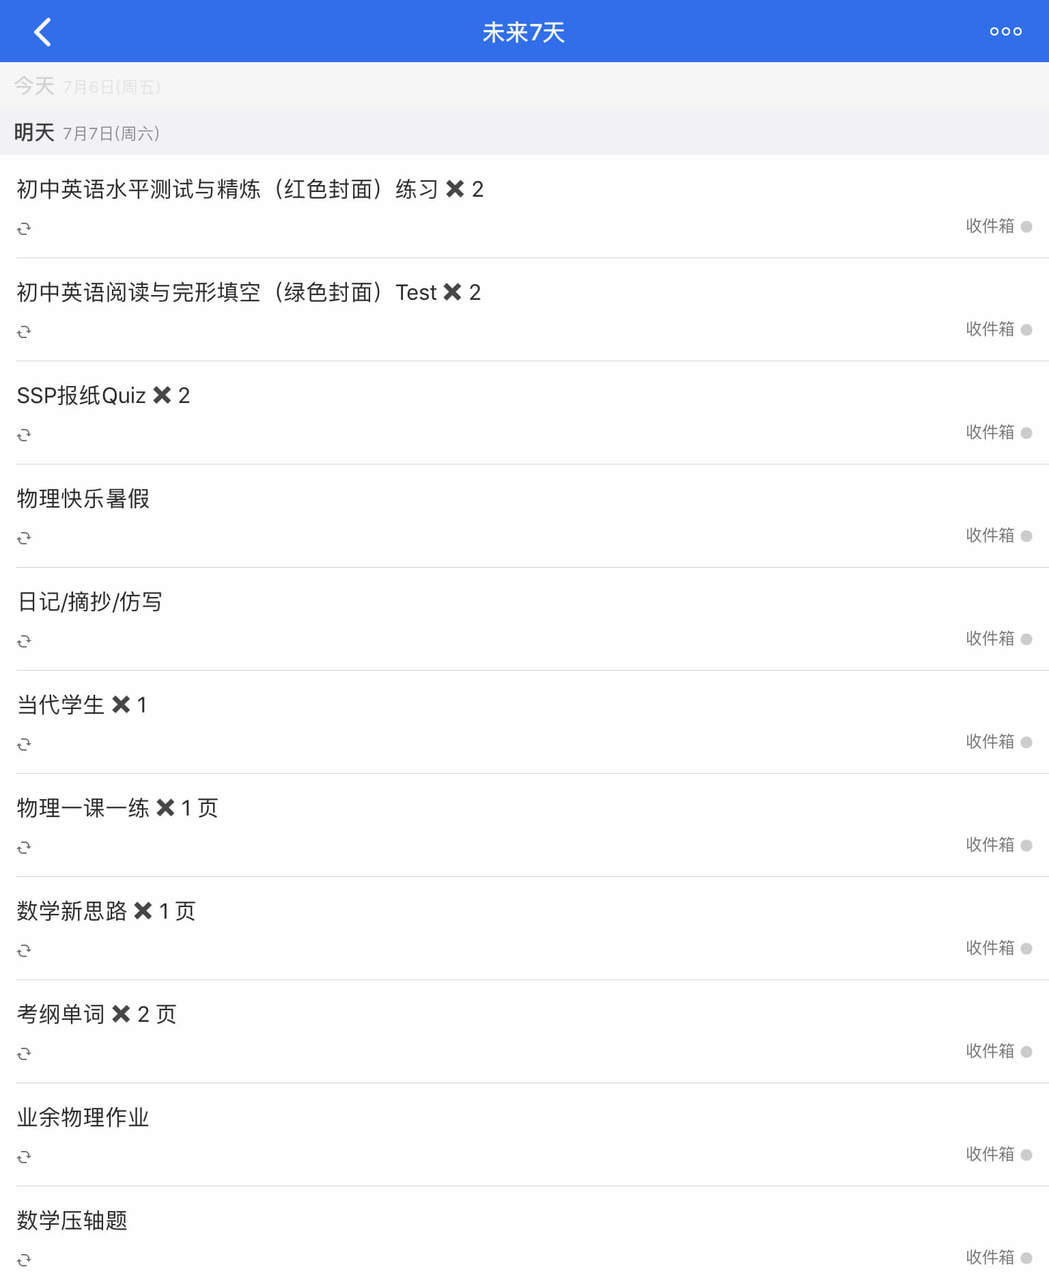 未来7天
今天 7月6日(周五)
明天 7月7日(周六)
初中英语水平测试与精炼（红色封面）练习 ✖ 2
收件箱
初中英语阅读与完形填空（绿色封面）Test ✖ 2
收件箱
SSP报纸Quiz ✖ 2
收件箱
物理快乐暑假
收件箱
日记/摘抄/仿写
收件箱
当代学生 ✖ 1
收件箱
物理一课一练 ✖ 1 页
收件箱
数学新思路 ✖ 1 页
收件箱
考纲单词 ✖ 2 页
收件箱
业余物理作业
收件箱
数学压轴题
收件箱